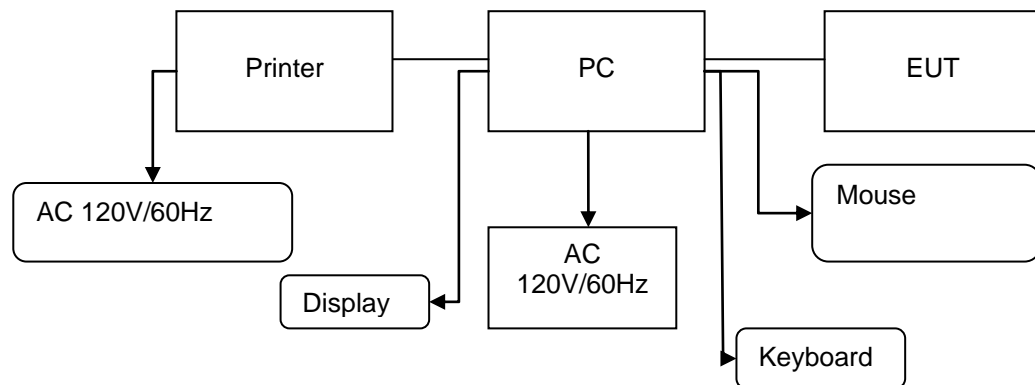 Printer
PC
EUT
AC 120V/60Hz
Mouse
AC
120V/60Hz
Display
Keyboard